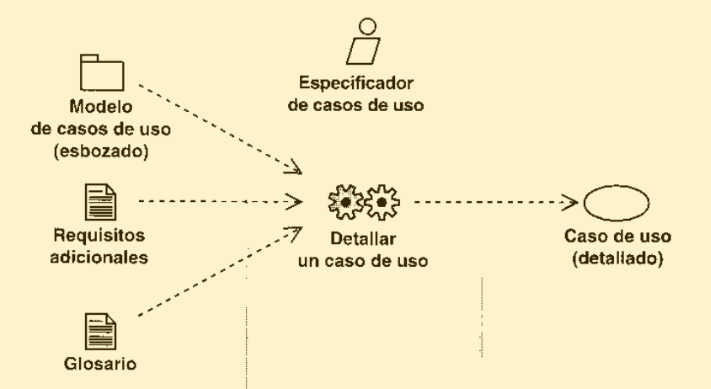 Especificador
de casos de uso
Modelo
de casos de uso
(esbozado)
Requisitos
adicionales
Detallar
un caso de uso
Caso de uso
(detallado)
Glosario